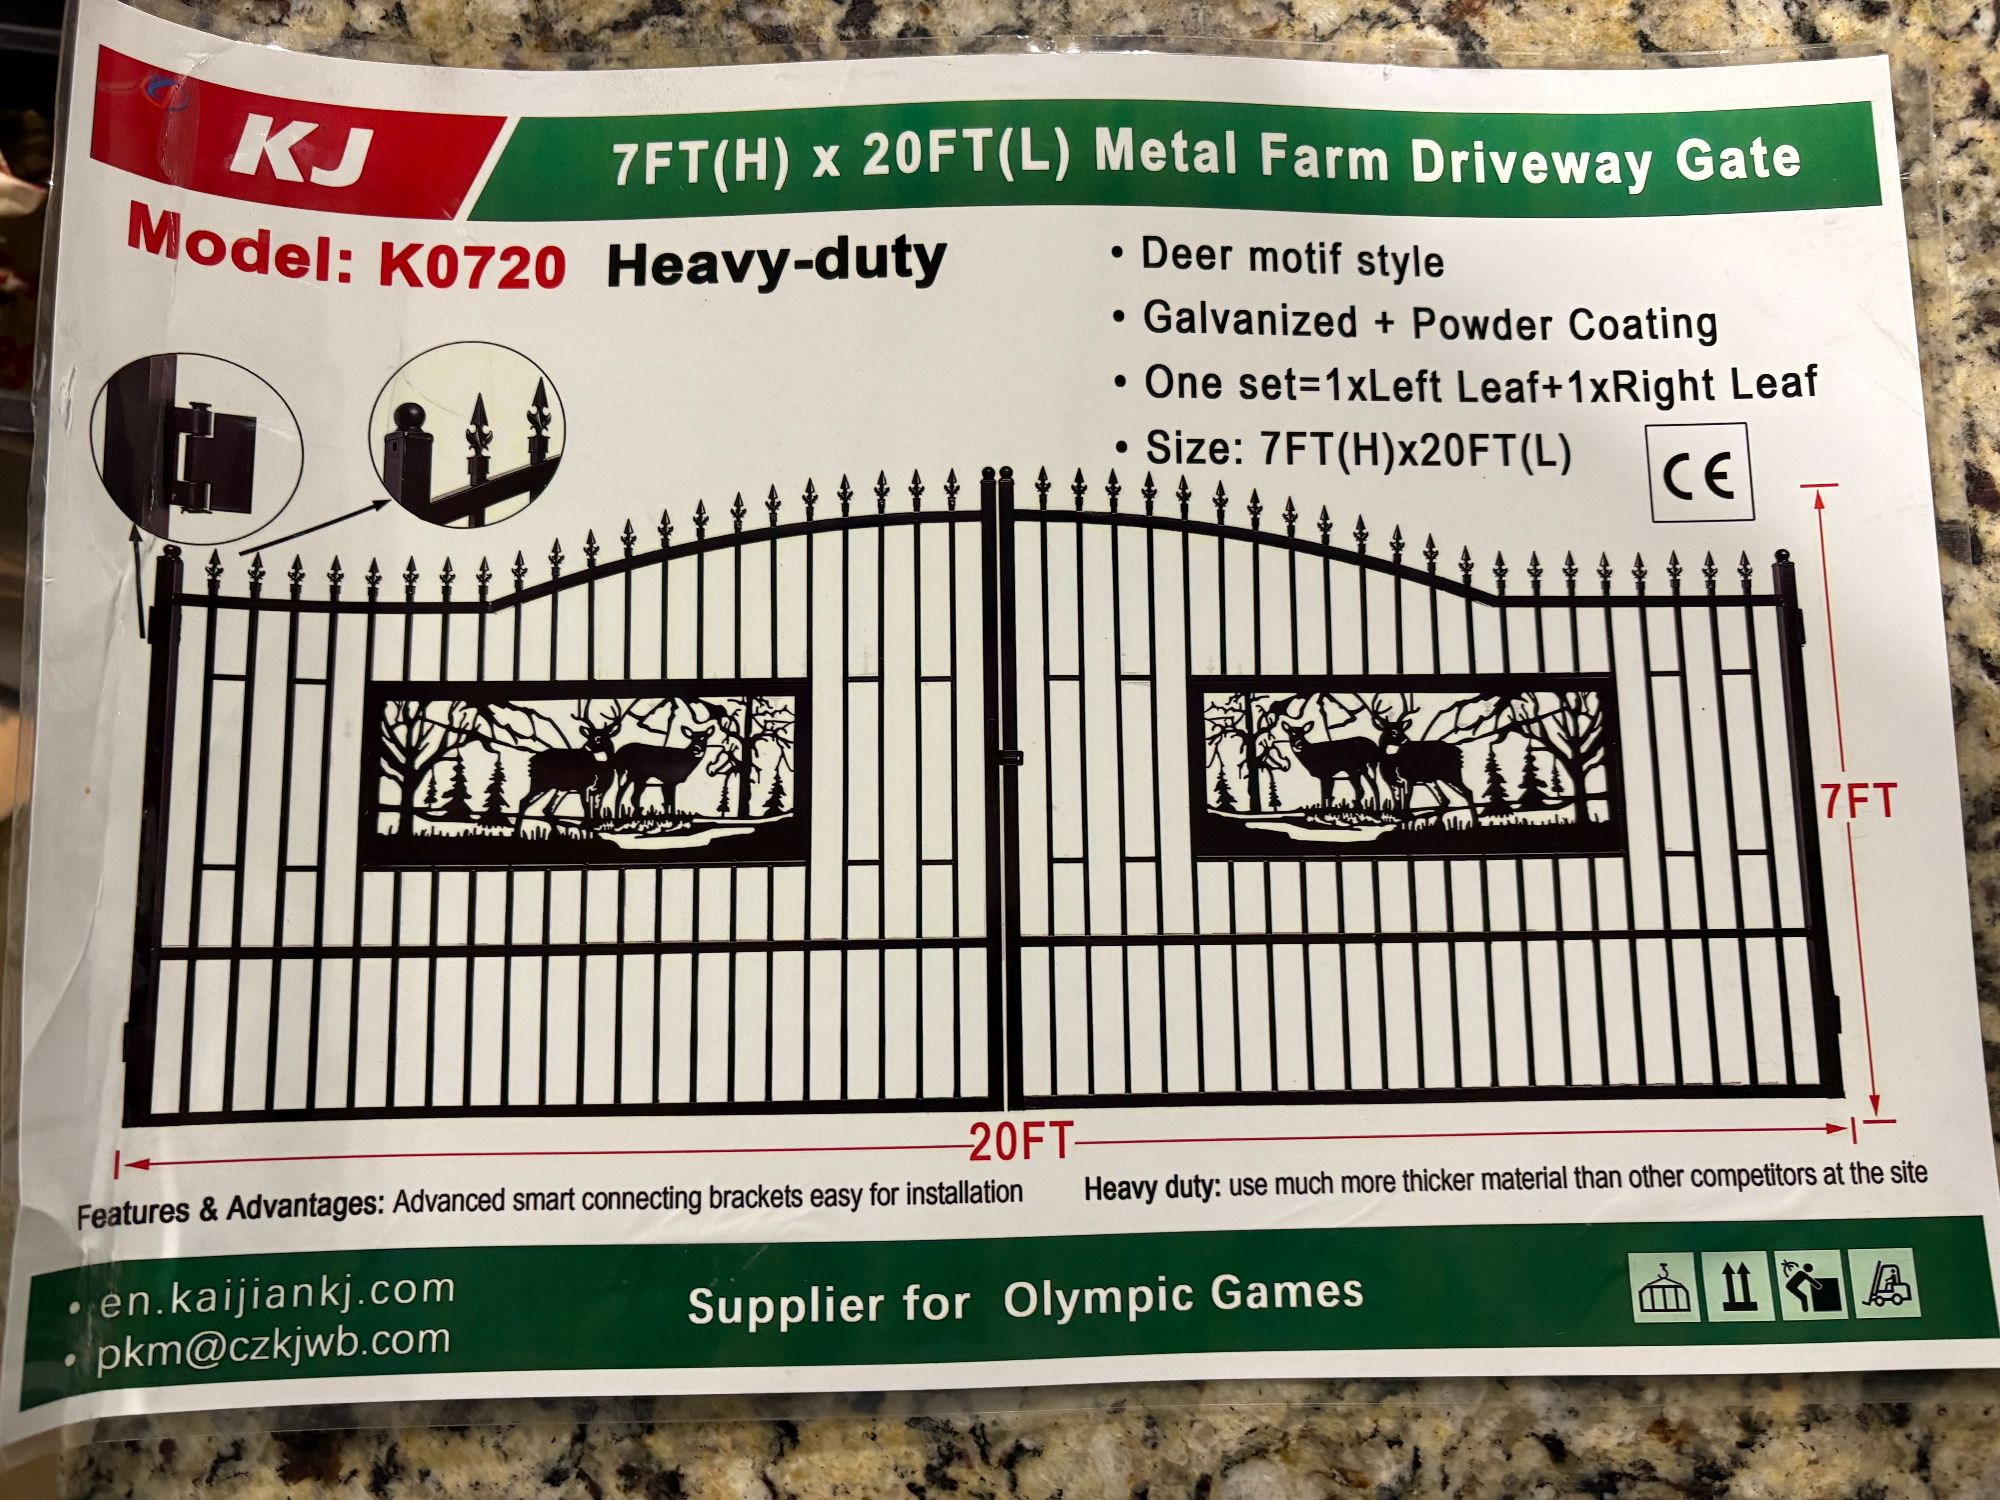 KJ
7FT(H) x 20FT(L) Metal Farm Driveway Gate
Model: K0720 Heavy-duty
• Deer motif style
• Galvanized + Powder Coating
• One set=1xLeft Leaf+1xRight Leaf
• Size: 7FT(H)x20FT(L)
CE
7FT
20FT
Features & Advantages: Advanced smart connecting brackets easy for installation
Heavy duty: use much more thicker material than other competitors at the site
• en.kaijiankj.com
• pkm@czkjwb.com
Supplier for Olympic Games